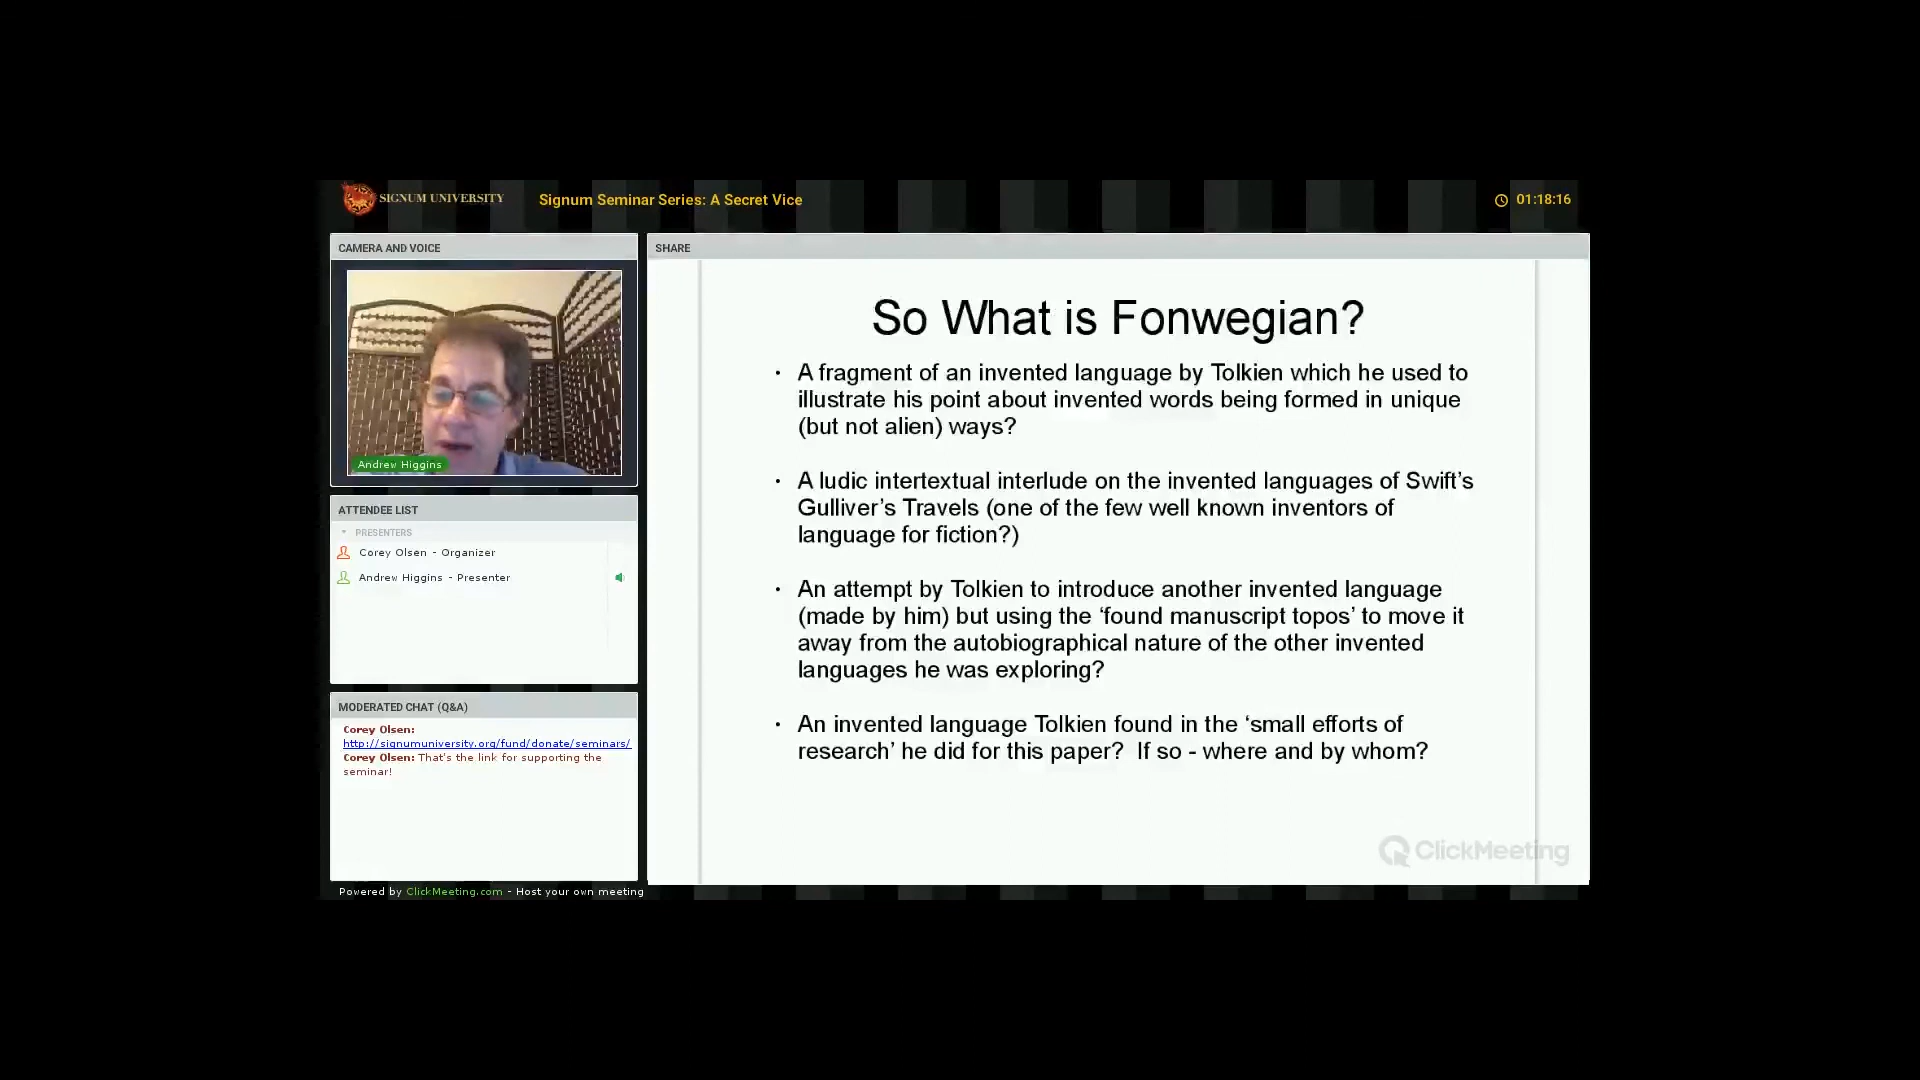 SIGNUM UNIVERSITY
Signum Seminar Series: A Secret Vice
01:18:16
CAMERA AND VOICE
Andrew Higgins
ATTENDEE LIST
PRESENTERS
Corey Olsen - Organizer
Andrew Higgins - Presenter
MODERATED CHAT (Q&A)
Corey Olsen:
http://signumuniversity.org/fund/donate/seminars/
Corey Olsen: That's the link for supporting the
seminar!
Powered by ClickMeeting.com - Host your own meeting
SHARE
So What is Fonwegian?
• A fragment of an invented language by Tolkien which he used to
illustrate his point about invented words being formed in unique
(but not alien) ways?
• A ludic intertextual interlude on the invented languages of Swift’s
Gulliver’s Travels (one of the few well known inventors of
language for fiction?)
• An attempt by Tolkien to introduce another invented language
(made by him) but using the ‘found manuscript topos’ to move it
away from the autobiographical nature of the other invented
languages he was exploring?
• An invented language Tolkien found in the ‘small efforts of
research’ he did for this paper?  If so - where and by whom?
ClickMeeting